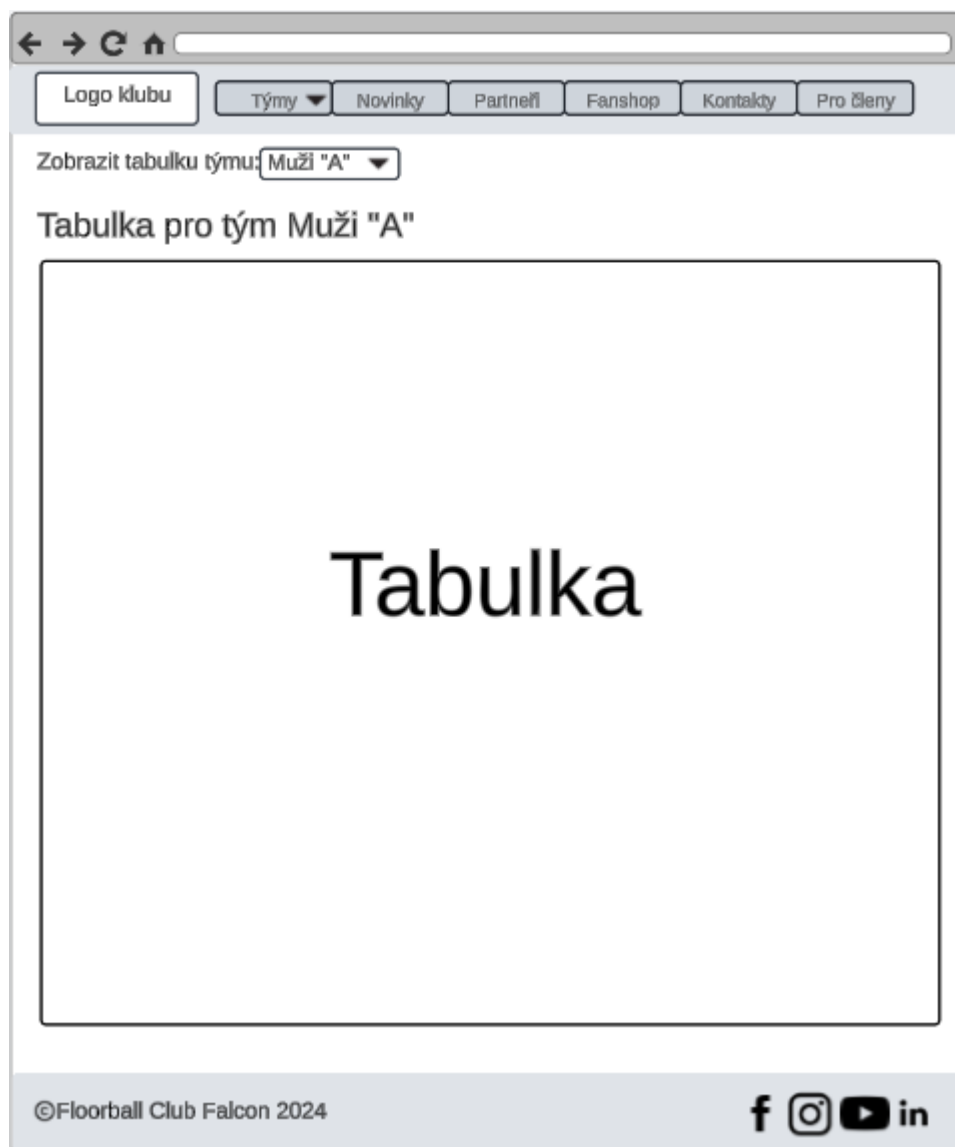 Logo klubu
Týmy Novinky Partneři Fanshop Kontakty Pro členy
Zobrazit tabulku týmu: Muži "A"
Tabulka pro tým Muži "A"
Tabulka
©Floorball Club Falcon 2024